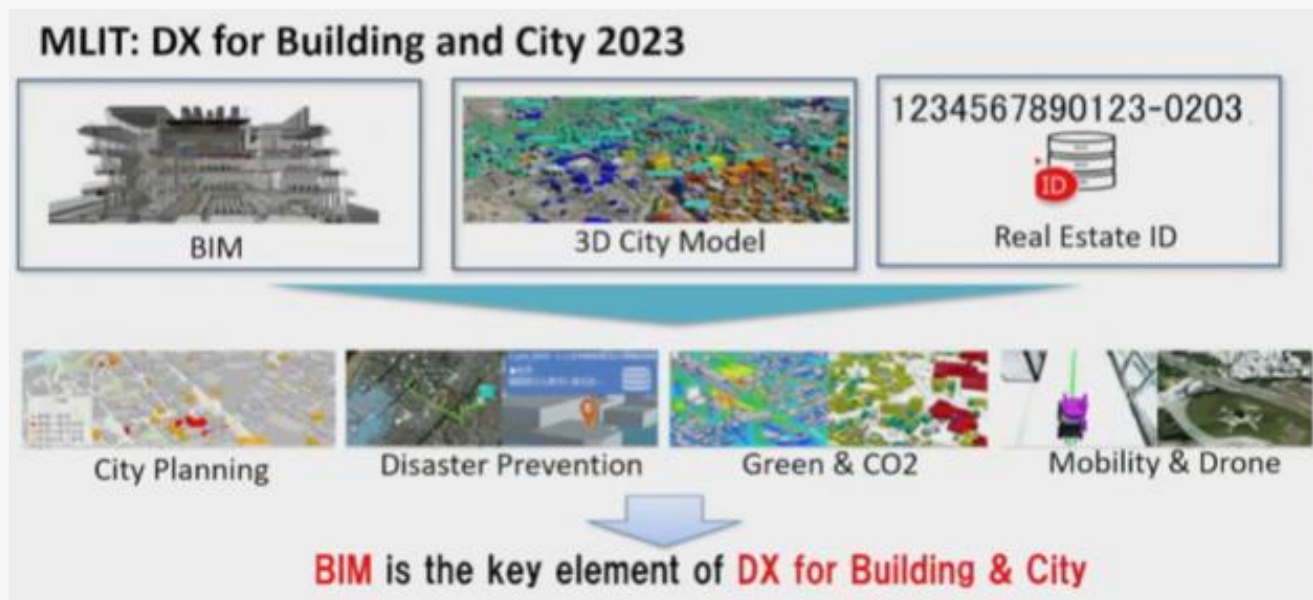 MLIT: DX for Building and City 2023
BIM
3D City Model
1234567890123-0203
ID
Real Estate ID
City Planning
Disaster Prevention
Green & CO2
Mobility & Drone
BIM is the key element of DX for Building & City